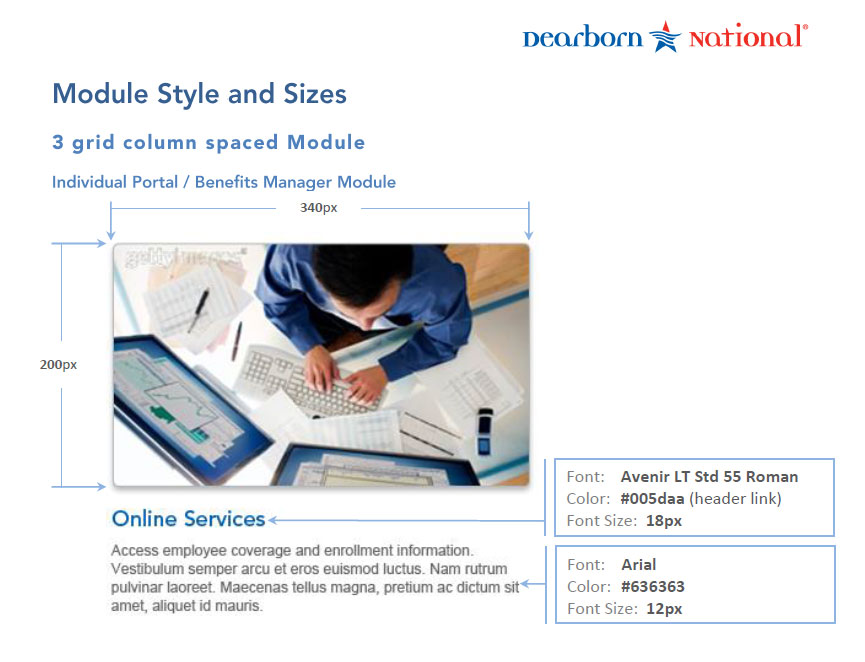 Dearborn National®
Module Style and Sizes
3 grid column spaced Module
Individual Portal / Benefits Manager Module
340px
gettyimages®
200px
Font: Avenir LT Std 55 Roman
Color: #005daa (header link)
Font Size: 18px
Online Services
Access employee coverage and enrollment information.
Vestibulum semper arcu et eros euismod luctus. Nam rutrum
pulvinar laoreet. Maecenas tellus magna, pretium ac dictum sit
amet, aliquet id mauris.
Font: Arial
Color: #636363
Font Size: 12px